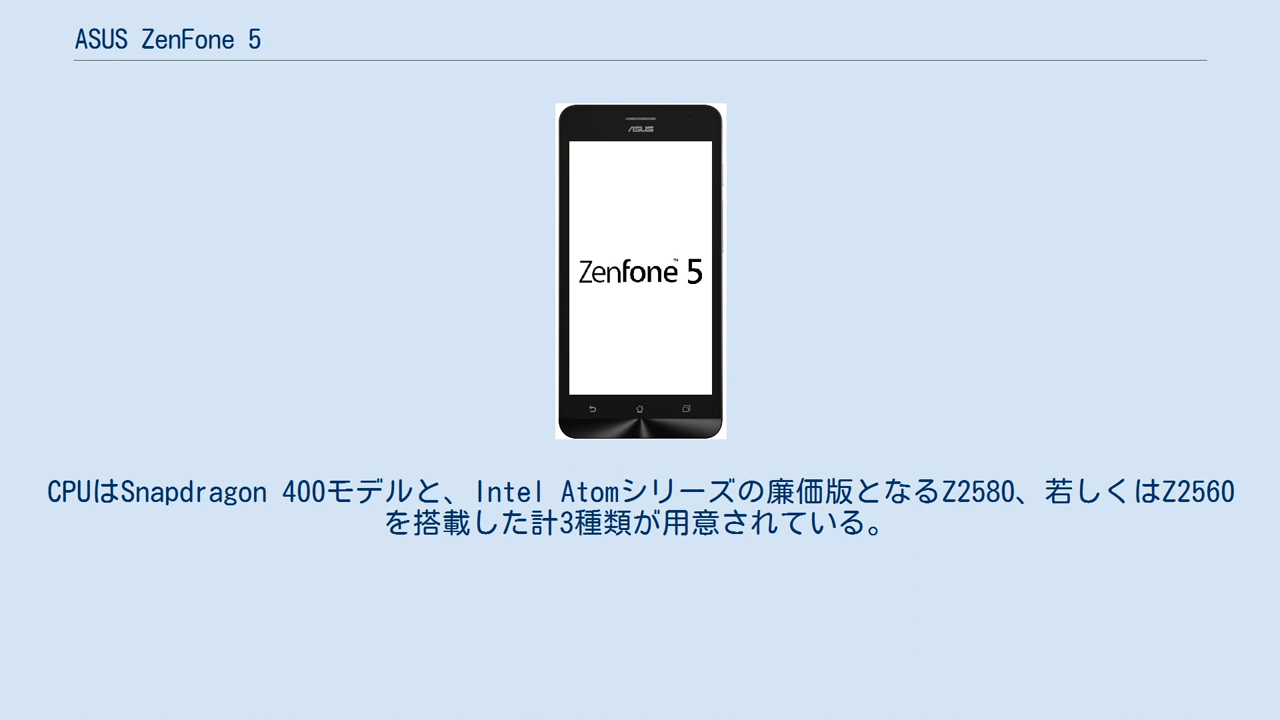 ASUS ZenFone 5
ASUS
Zenfone™ 5
CPUはSnapdragon 400モデルと、Intel Atomシリーズの廉価版となるZ2580、若しくはZ2560
を搭載した計3種類が用意されている。